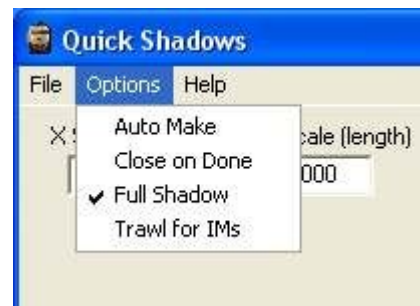 Quick Shadows
File Options Help
X
cale (length)
Auto Make
000
Close on Done
Full Shadow
Trawl for IMs